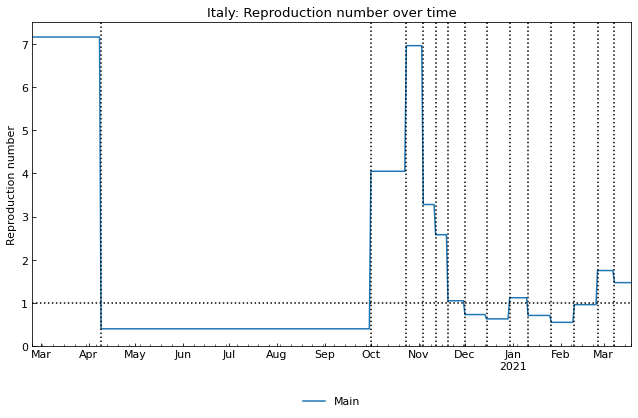 Italy: Reproduction number over time
Reproduction number
7
6
5
4
3
2
1
0
Mar Apr May Jun Jul Aug Sep Oct Nov Dec Jan Feb Mar
2021
Main